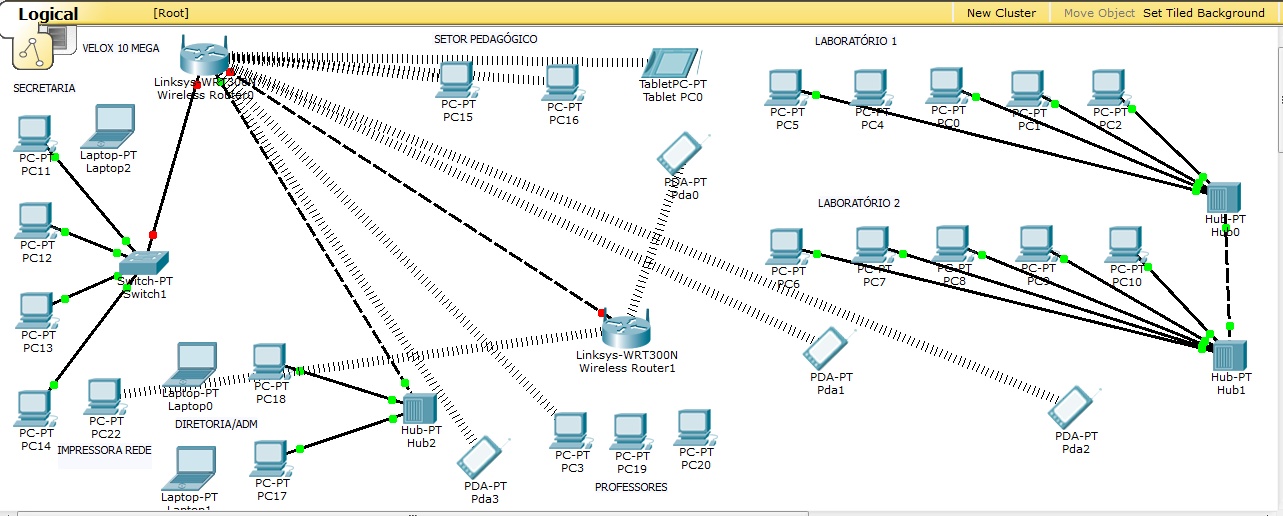 Logical
[Root]
New Cluster
Move Object
Set Tiled Background
VELOX 10 MEGA
SETOR PEDAGÓGICO
LABORATÓRIO 1
Linksys-WRT300N
Wireless Router0
SECRETARIA
PC-PT
PC15
PC-PT
PC16
TabletPC-PT
Tablet PC0
PC-PT
PC5
PC-PT
PC4
PC-PT
PC0
PC-PT
PC1
PC-PT
PC2
PC-PT
PC11
Laptop-PT
Laptop2
PDA-PT
Pda0
LABORATÓRIO 2
Hub-PT
Hub0
PC-PT
PC12
Switch-PT
Switch1
PC-PT
PC6
PC-PT
PC7
PC-PT
PC8
PC-PT
PC9
PC-PT
PC10
PC-PT
PC13
Linksys-WRT300N
Wireless Router1
PDA-PT
Pda1
Hub-PT
Hub1
PC-PT
PC14
PC-PT
PC22
Laptop-PT
Laptop0
PC-PT
PC18
DIRETORIA/ADM
Hub-PT
Hub2
PDA-PT
Pda2
IMPRESSORA REDE
Laptop-PT
Laptop1
PC-PT
PC17
PDA-PT
Pda3
PC-PT
PC3
PC-PT
PC19
PC-PT
PC20
PROFESSORES